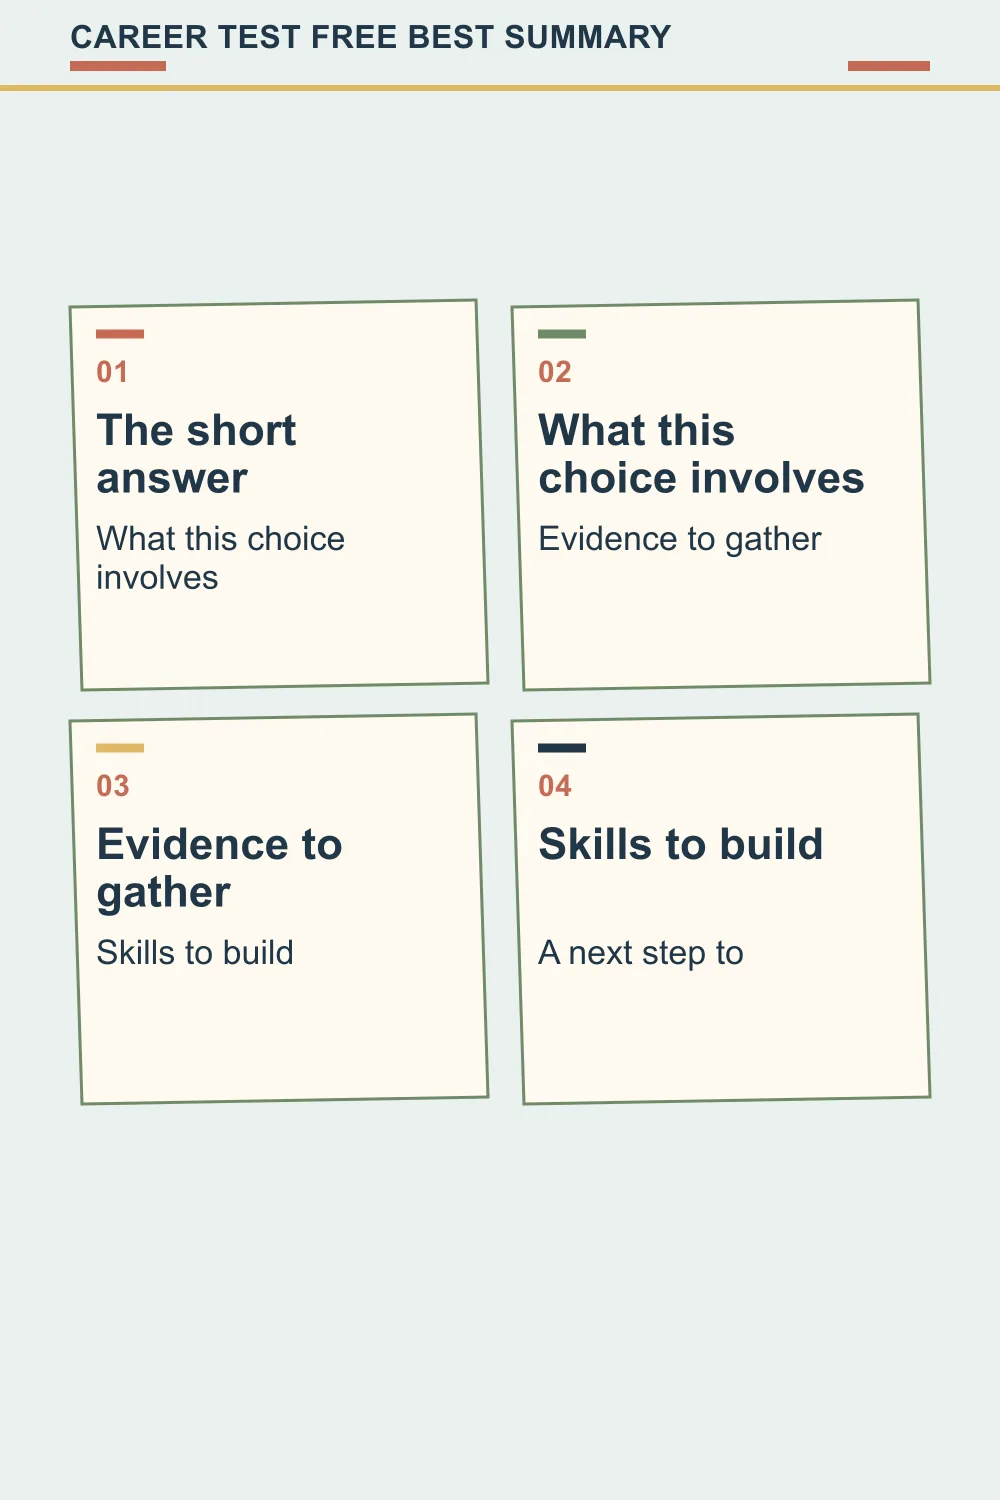 CAREER TEST FREE BEST SUMMARY
01
The short
answer
What this choice
involves
02
What this
choice involves
Evidence to gather
03
Evidence to
gather
Skills to build
04
Skills to build
A next step to